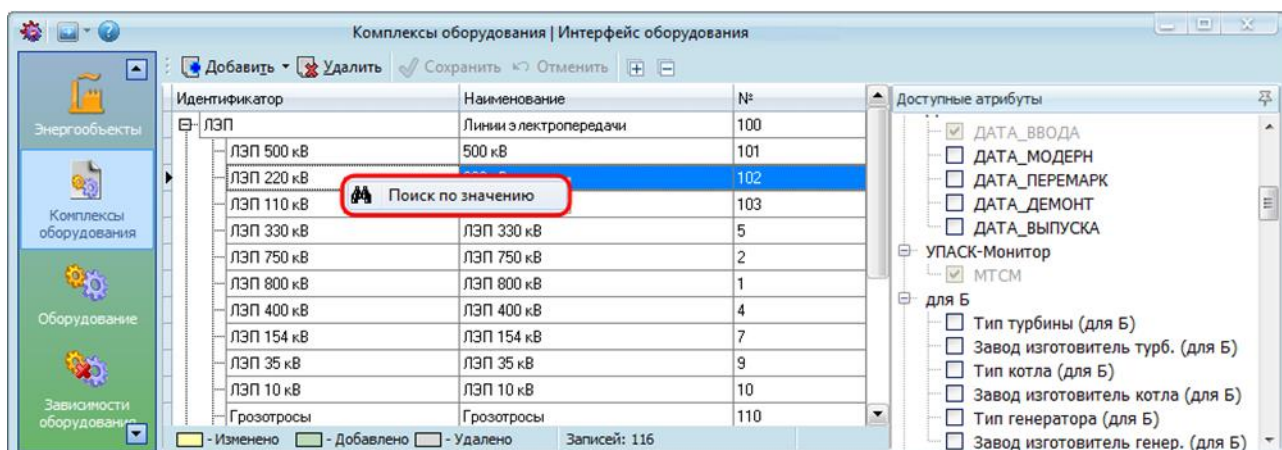 Комплексы оборудования | Интерфейс оборудования
Добавить Удалить Сохранить Отменить
Энергообъекты
Комплексы
оборудования
Оборудование
Зависимости
оборудования
Идентификатор Наименование №
ЛЭП Линии электропередачи 100
ЛЭП 500 кВ 500 кВ 101
ЛЭП 220 кВ 102
Поиск по значению
ЛЭП 110 кВ 103
ЛЭП 330 кВ ЛЭП 330 кВ 5
ЛЭП 750 кВ ЛЭП 750 кВ 2
ЛЭП 800 кВ ЛЭП 800 кВ 1
ЛЭП 400 кВ ЛЭП 400 кВ 4
ЛЭП 154 кВ ЛЭП 154 кВ 7
ЛЭП 35 кВ ЛЭП 35 кВ 9
ЛЭП 10 кВ ЛЭП 10 кВ 10
Грозотросы Грозотросы 110
- Изменено - Добавлено - Удалено Записей: 116
Доступные атрибуты
ДАТА_ВВОДА
ДАТА_МОДЕРН
ДАТА_ПЕРЕМАРК
ДАТА_ДЕМОНТ
ДАТА_ВЫПУСКА
УПАСК-Монитор
МТСМ
для Б
Тип турбины (для Б)
Завод изготовитель турб. (для Б)
Тип котла (для Б)
Завод изготовитель котла (для Б)
Тип генератора (для Б)
Завод изготовитель генер. (для Б)